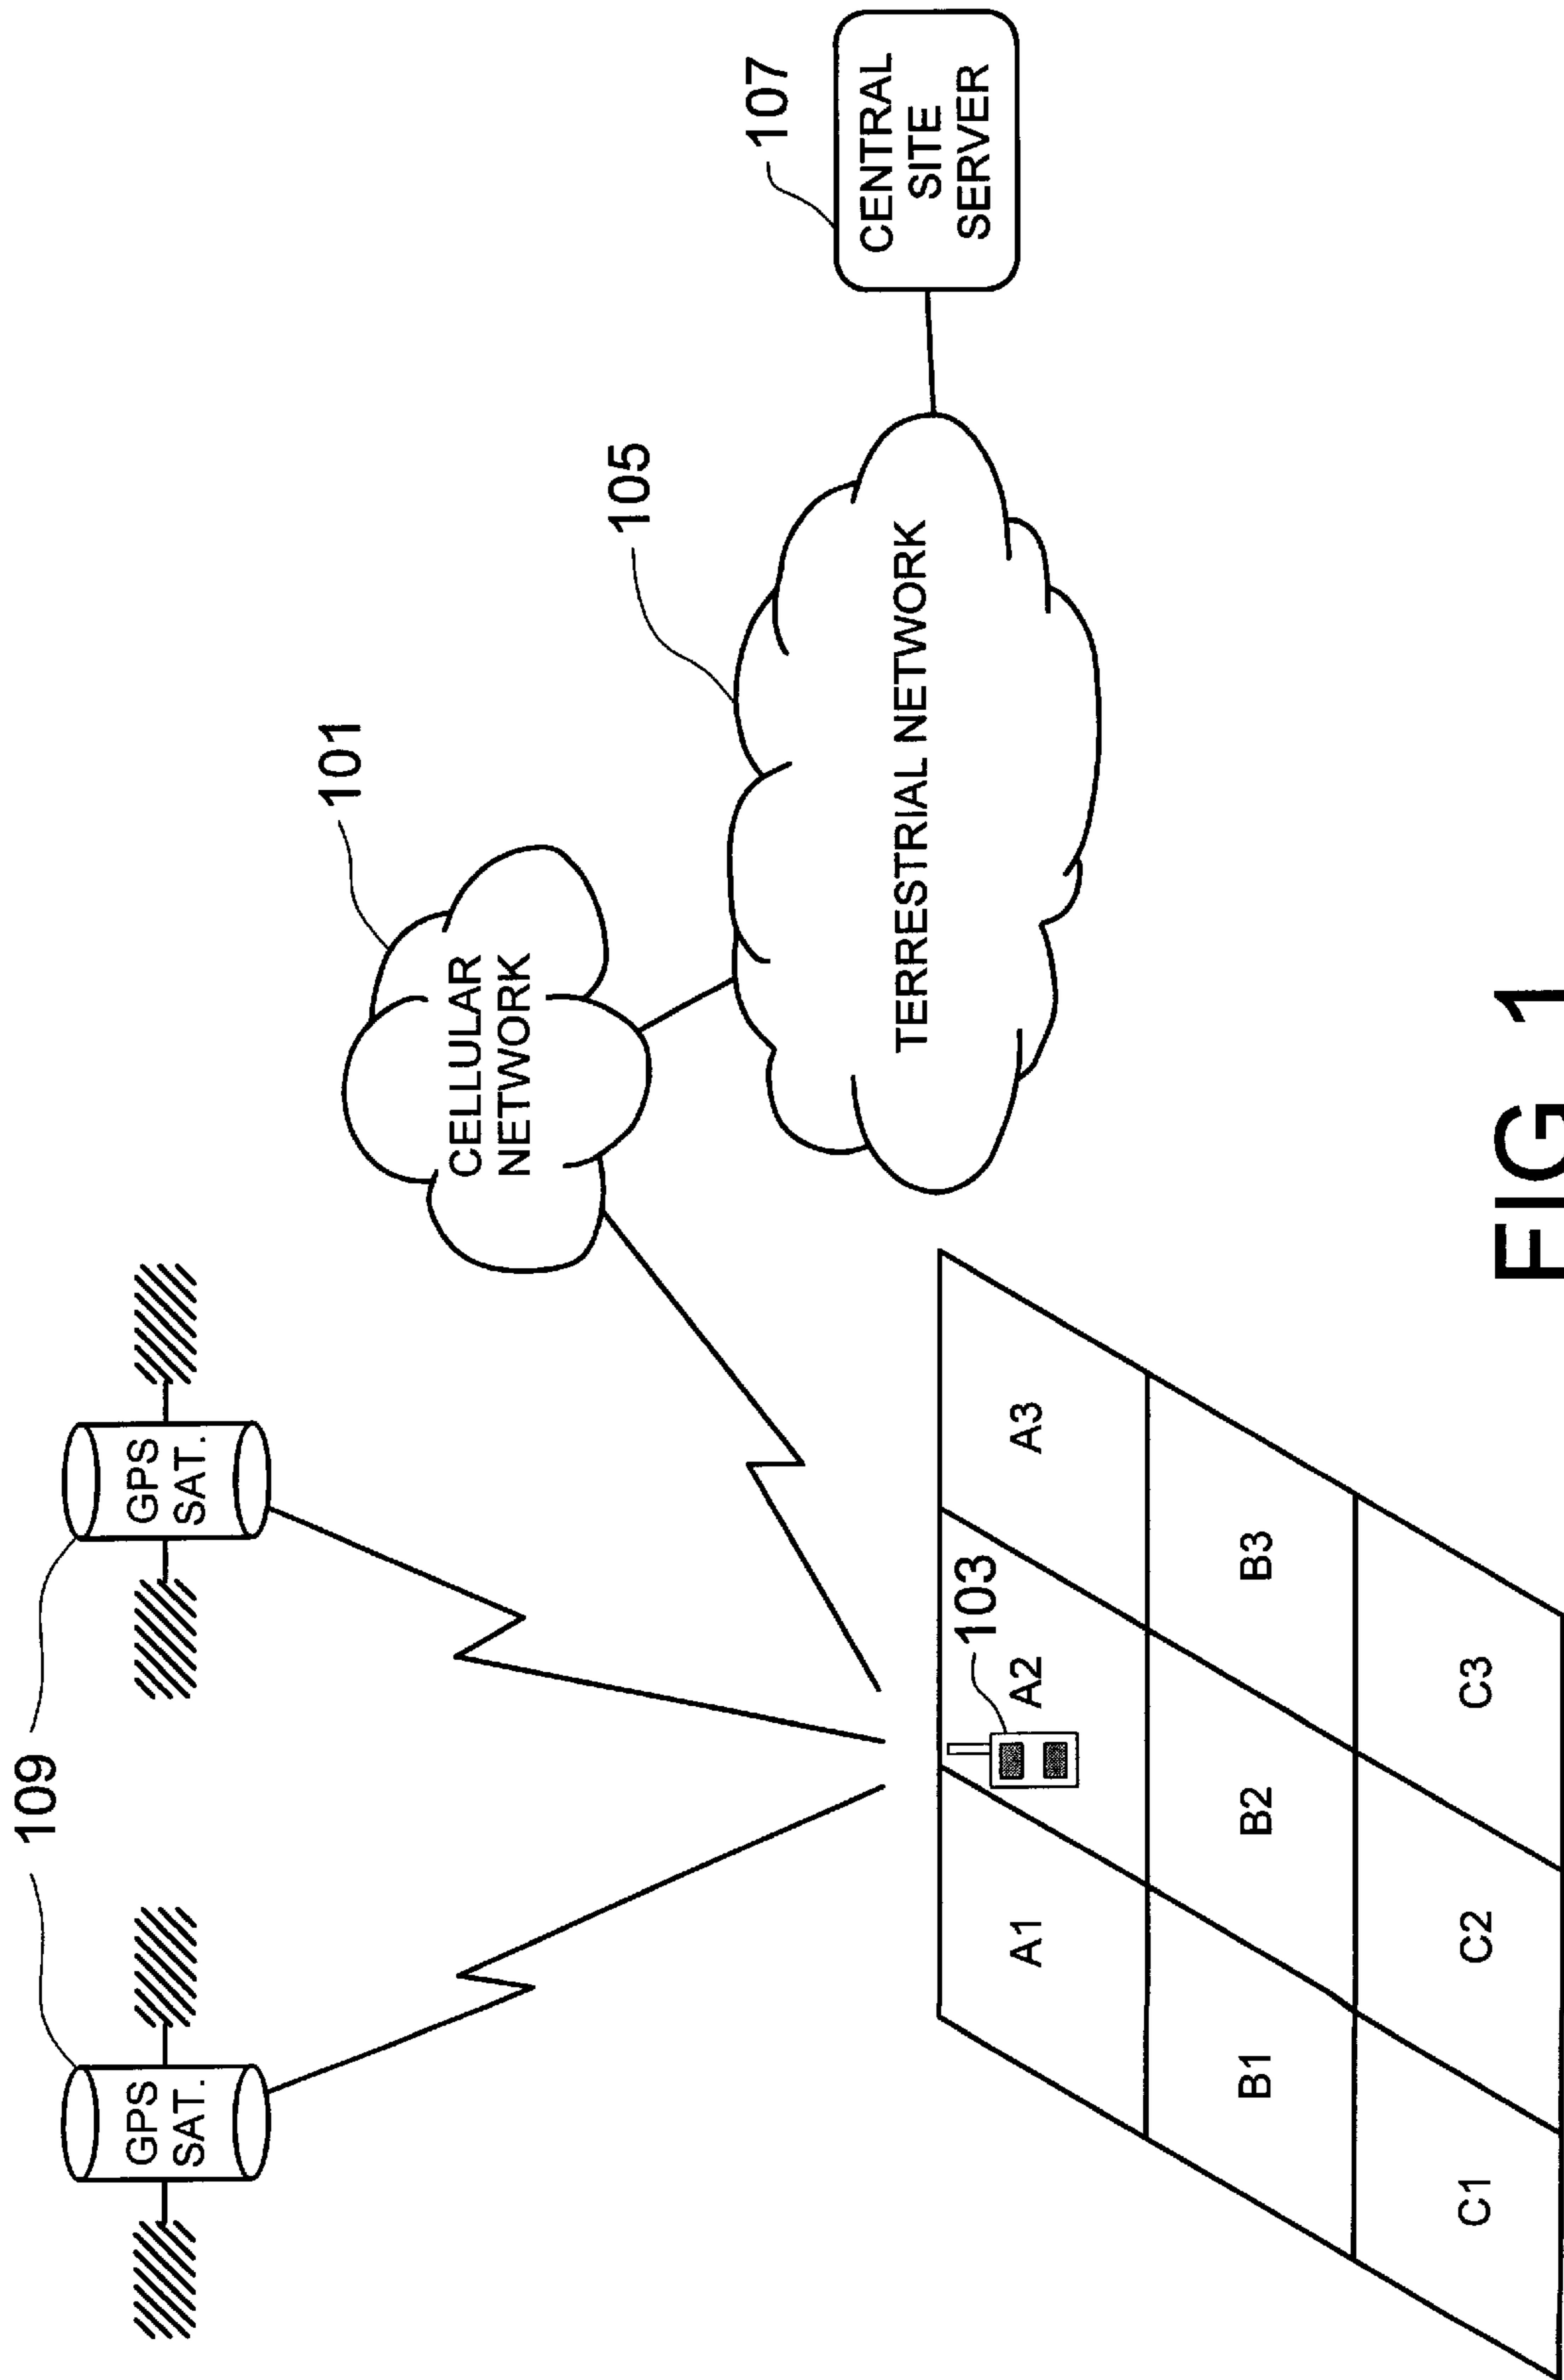 109
GPS
SAT.
GPS
SAT.
101
CELLULAR
NETWORK
105
TERRESTRIAL NETWORK
107
CENTRAL
SITE
SERVER
103
A1
A2
A3
B1
B2
B3
C1
C2
C3
FIG 1